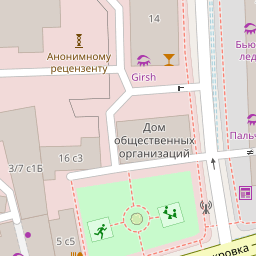 14
Анонимному
рецензенту
Girsh
Бью
лед
Дом
общественных
организаций
Пальч
16 с3
3/7 с1Б
5 с5
ровка